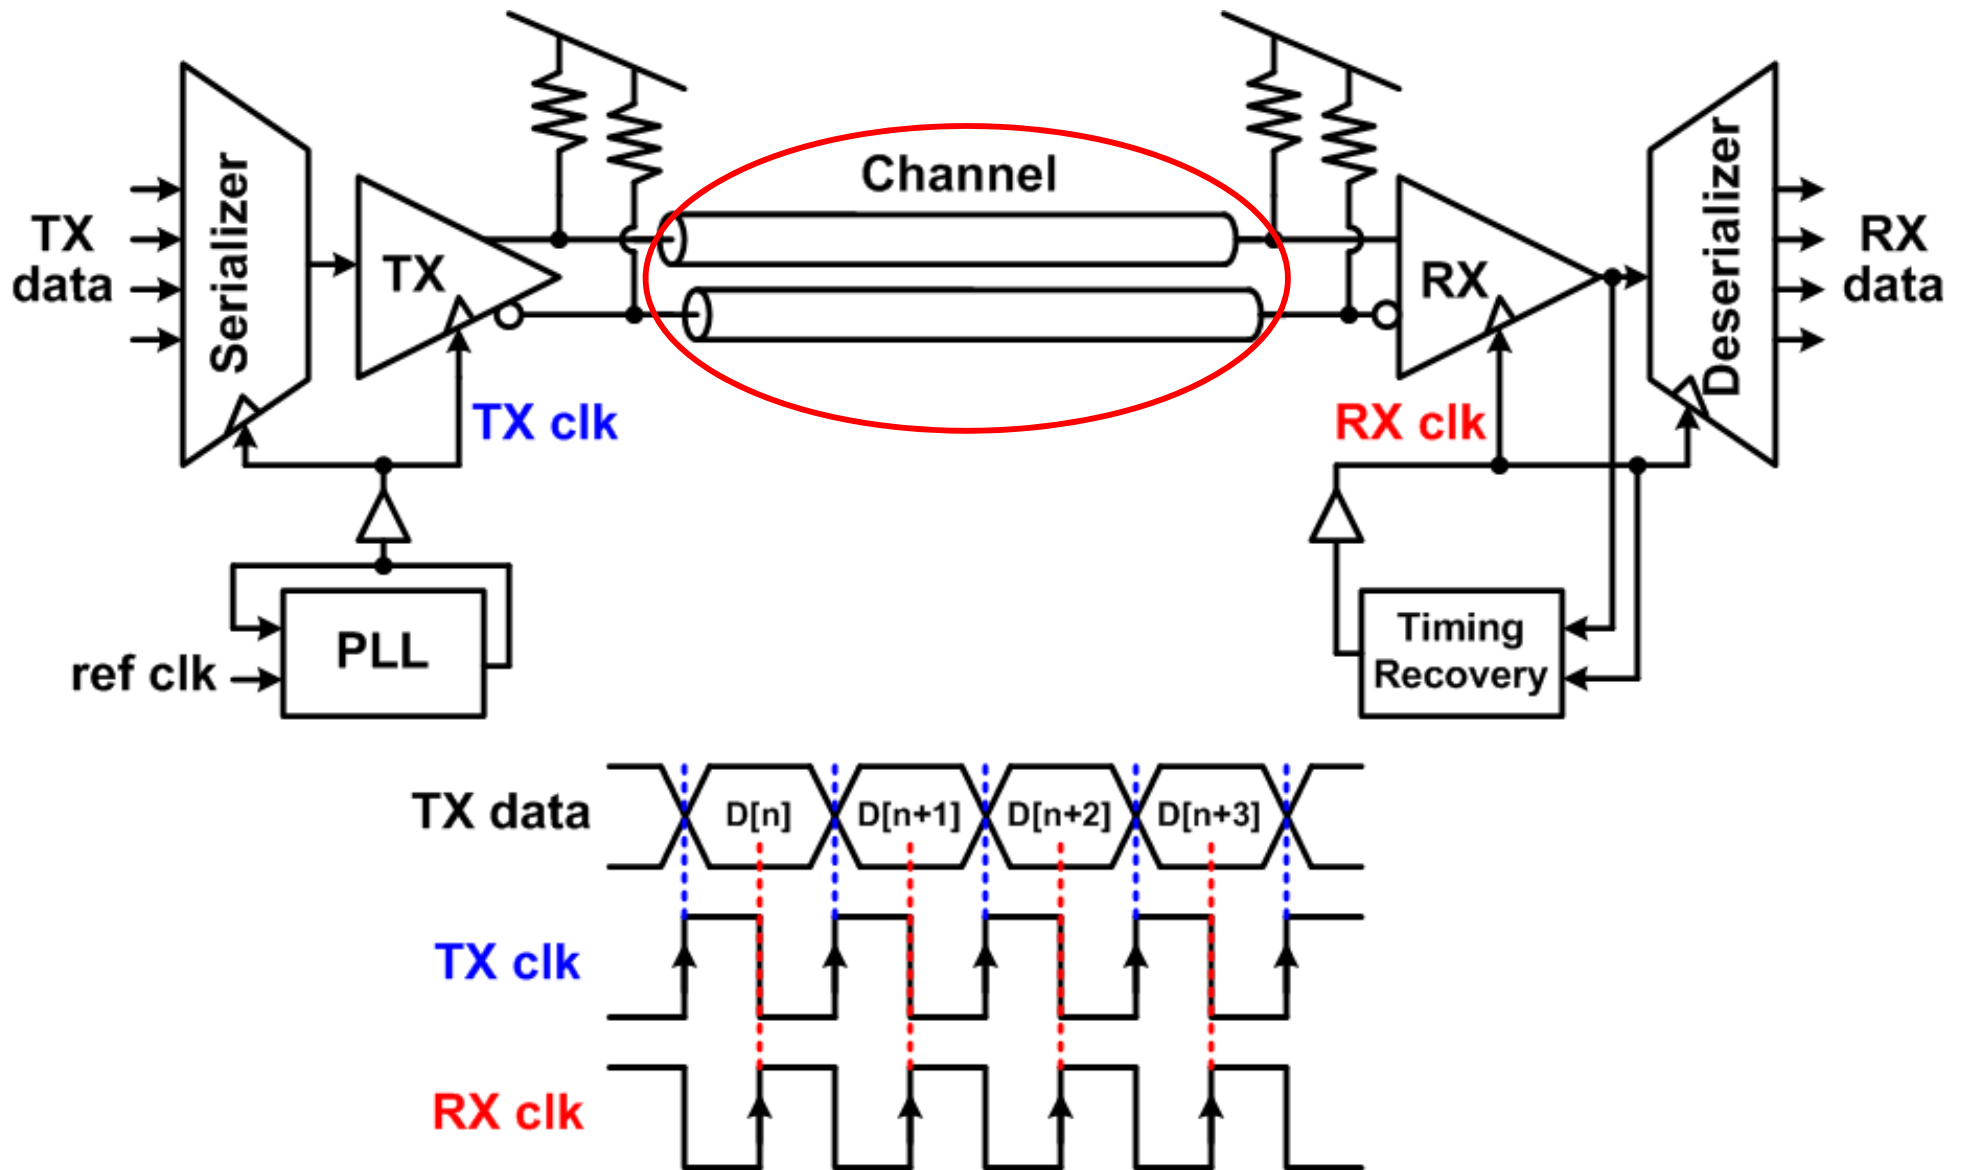 Channel
Serializer
TX
data
TX
RX
Deserializer
RX
data
TX clk
RX clk
PLL
ref clk
Timing
Recovery
TX data
D[n]
D[n+1]
D[n+2]
D[n+3]
TX clk
RX clk